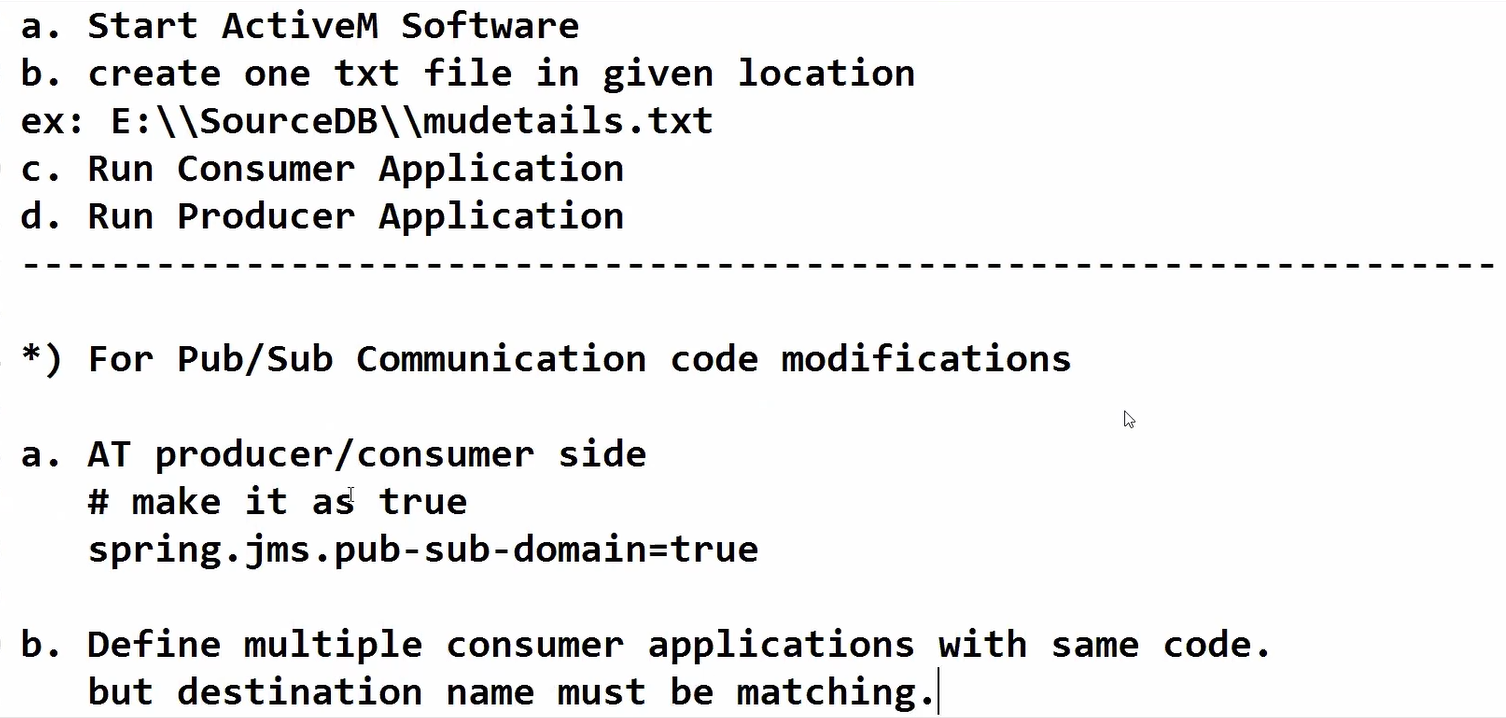 a. Start ActiveM Software
b. create one txt file in given location
ex: E:\\SourceDB\\mudetails.txt
c. Run Consumer Application
d. Run Producer Application
------------------------------------------------------------------
*) For Pub/Sub Communication code modifications
a. AT producer/consumer side
# make it as true
spring.jms.pub-sub-domain=true
b. Define multiple consumer applications with same code.
but destination name must be matching.